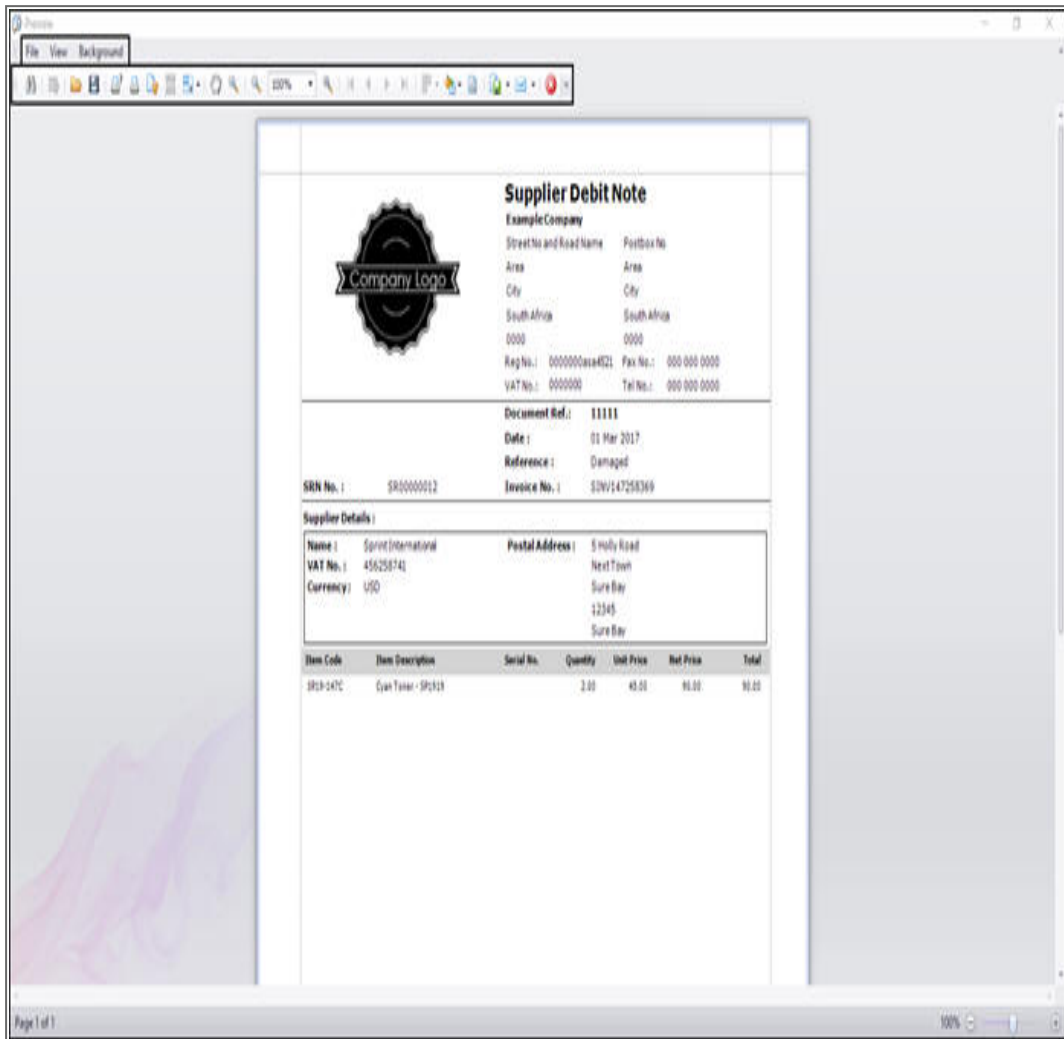 Preview
File View Background
100%
Supplier Debit Note
Example Company
Street No and Road Name Postbox No
Area Area
City City
South Africa South Africa
0000 0000
Reg No.: 0000000asa4521 Fax No.: 000 000 0000
VAT No.: 0000000 Tel No.: 000 000 0000
Company Logo
Document Ref.: 11111
Date : 01 Mar 2017
Reference : Damaged
SRN No. : SR00000012 Invoice No. : SINV147258369
Supplier Details :
Name : Sprint International Postal Address : 5 Holly Road
VAT No. : 456258741 Next Town
Currency : USD Sure Bay
12345
Sure Bay
Item Code Item Description Serial No. Quantity Unit Price Net Price Total
SR19-147C Cyan Toner - SP1919 2.00 45.00 90.00 90.00
Page 1 of 1 100%